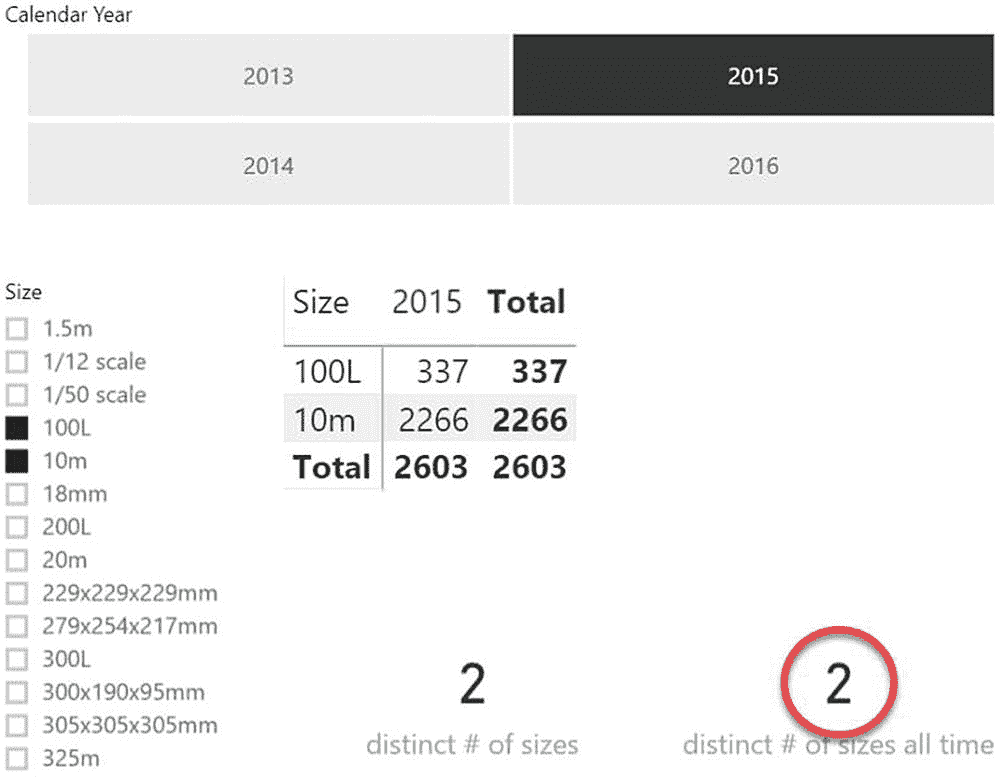 Calendar Year
2013 2015
2014 2016
Size
1.5m
1/12 scale
1/50 scale
100L
10m
18mm
200L
20m
229x229x229mm
279x254x217mm
300L
300x190x95mm
305x305x305mm
325m
Size 2015 Total
100L 337 337
10m 2266 2266
Total 2603 2603
2
distinct # of sizes
2
distinct # of sizes all time